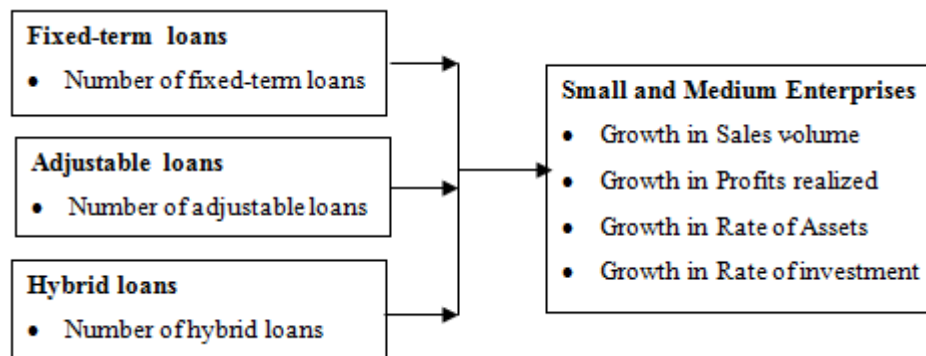 Fixed-term loans
• Number of fixed-term loans
Adjustable loans
• Number of adjustable loans
Hybrid loans
• Number of hybrid loans
Small and Medium Enterprises
• Growth in Sales volume
• Growth in Profits realized
• Growth in Rate of Assets
• Growth in Rate of investment